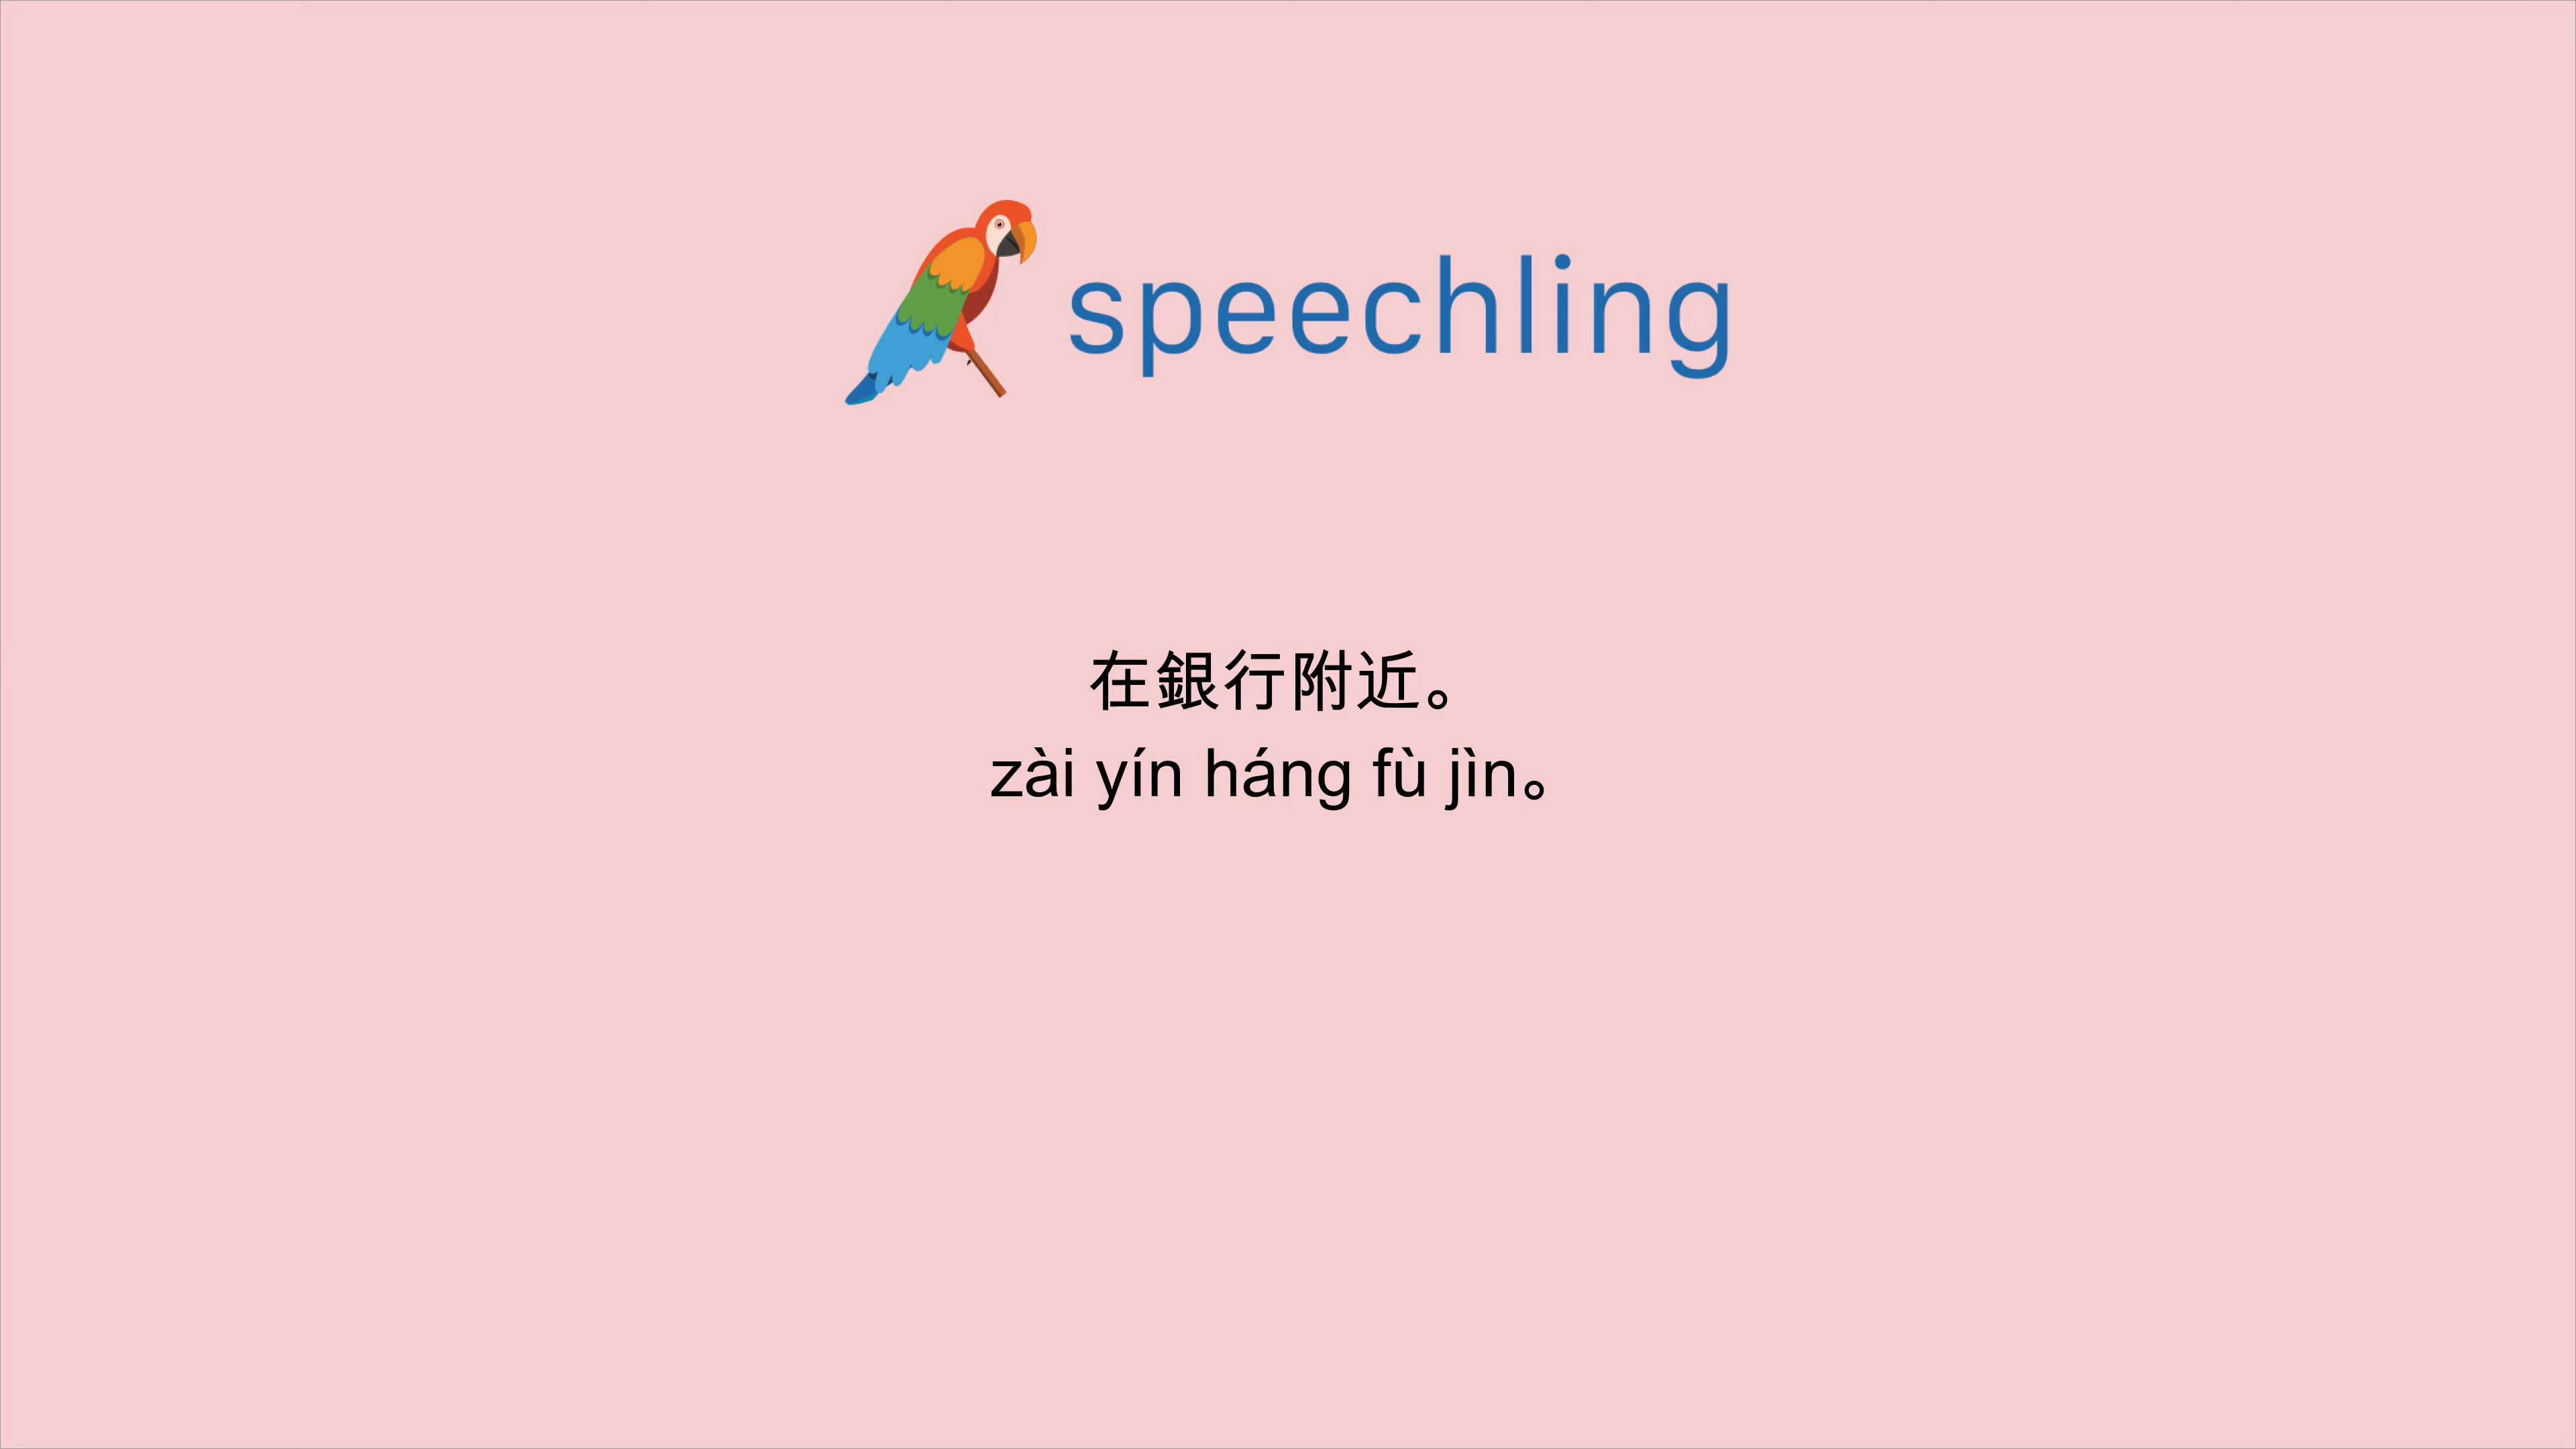 speechling
在銀行附近。
zài yín háng fù jìn。